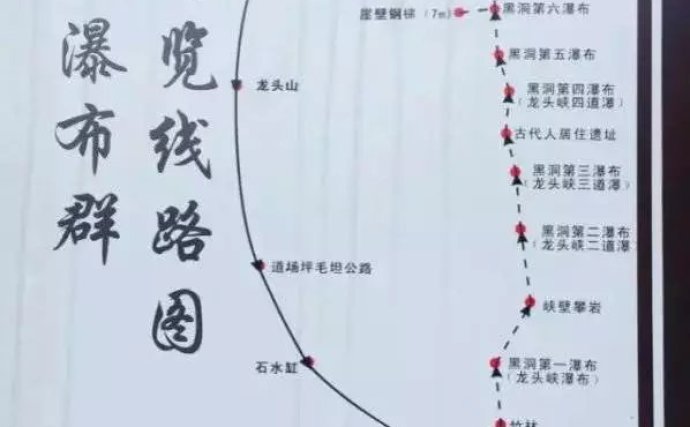 览线路图
瀑布群
崖壁钢梯 (7m)
黑洞第六瀑布
黑洞第五瀑布
龙头山
黑洞第四瀑布
(龙头峡四道瀑)
古代人居住遗址
黑洞第三瀑布
(龙头峡三道瀑)
黑洞第二瀑布
(龙头峡二道瀑)
道场坪毛坦公路
峡壁攀岩
黑洞第一瀑布
(龙头峡瀑布)
石水缸
竹林